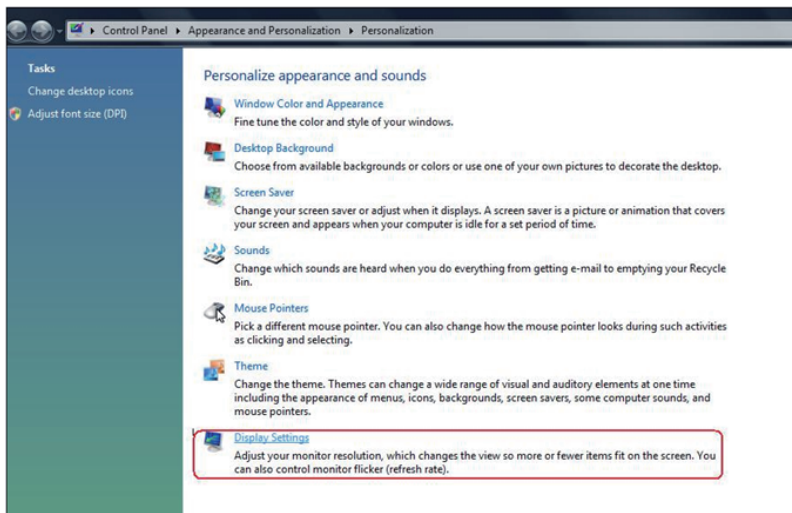 Control Panel ▸ Appearance and Personalization ▸ Personalization
Tasks
Change desktop icons
Adjust font size (DPI)
Personalize appearance and sounds
Window Color and Appearance
Fine tune the color and style of your windows.
Desktop Background
Choose from available backgrounds or colors or use one of your own pictures to decorate the desktop.
Screen Saver
Change your screen saver or adjust when it displays. A screen saver is a picture or animation that covers
your screen and appears when your computer is idle for a set period of time.
Sounds
Change which sounds are heard when you do everything from getting e-mail to emptying your Recycle
Bin.
Mouse Pointers
Pick a different mouse pointer. You can also change how the mouse pointer looks during such activities
as clicking and selecting.
Theme
Change the theme. Themes can change a wide range of visual and auditory elements at one time
including the appearance of menus, icons, backgrounds, screen savers, some computer sounds, and
mouse pointers.
Display Settings
Adjust your monitor resolution, which changes the view so more or fewer items fit on the screen. You
can also control monitor flicker (refresh rate).